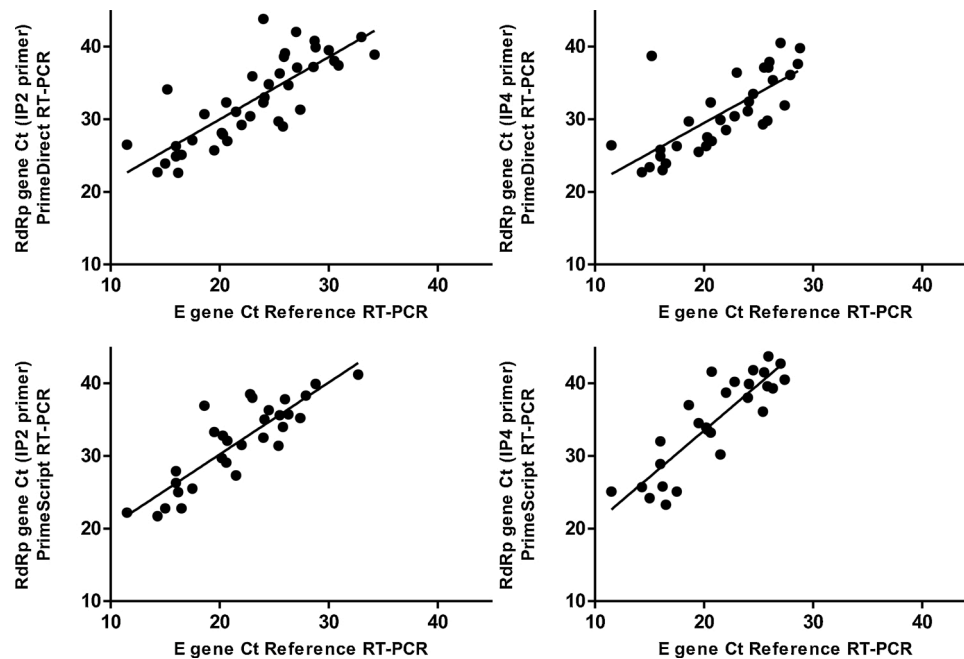 RdRp gene Ct (IP2 primer)
PrimeDirect RT-PCR
40
30
20
10
10 20 30 40
E gene Ct Reference RT-PCR
RdRp gene Ct (IP4 primer)
PrimeDirect RT-PCR
40
30
20
10
10 20 30 40
E gene Ct Reference RT-PCR
RdRp gene Ct (IP2 primer)
PrimeScript RT-PCR
40
30
20
10
10 20 30 40
E gene Ct Reference RT-PCR
RdRp gene Ct (IP4 primer)
PrimeScript RT-PCR
40
30
20
10
10 20 30 40
E gene Ct Reference RT-PCR